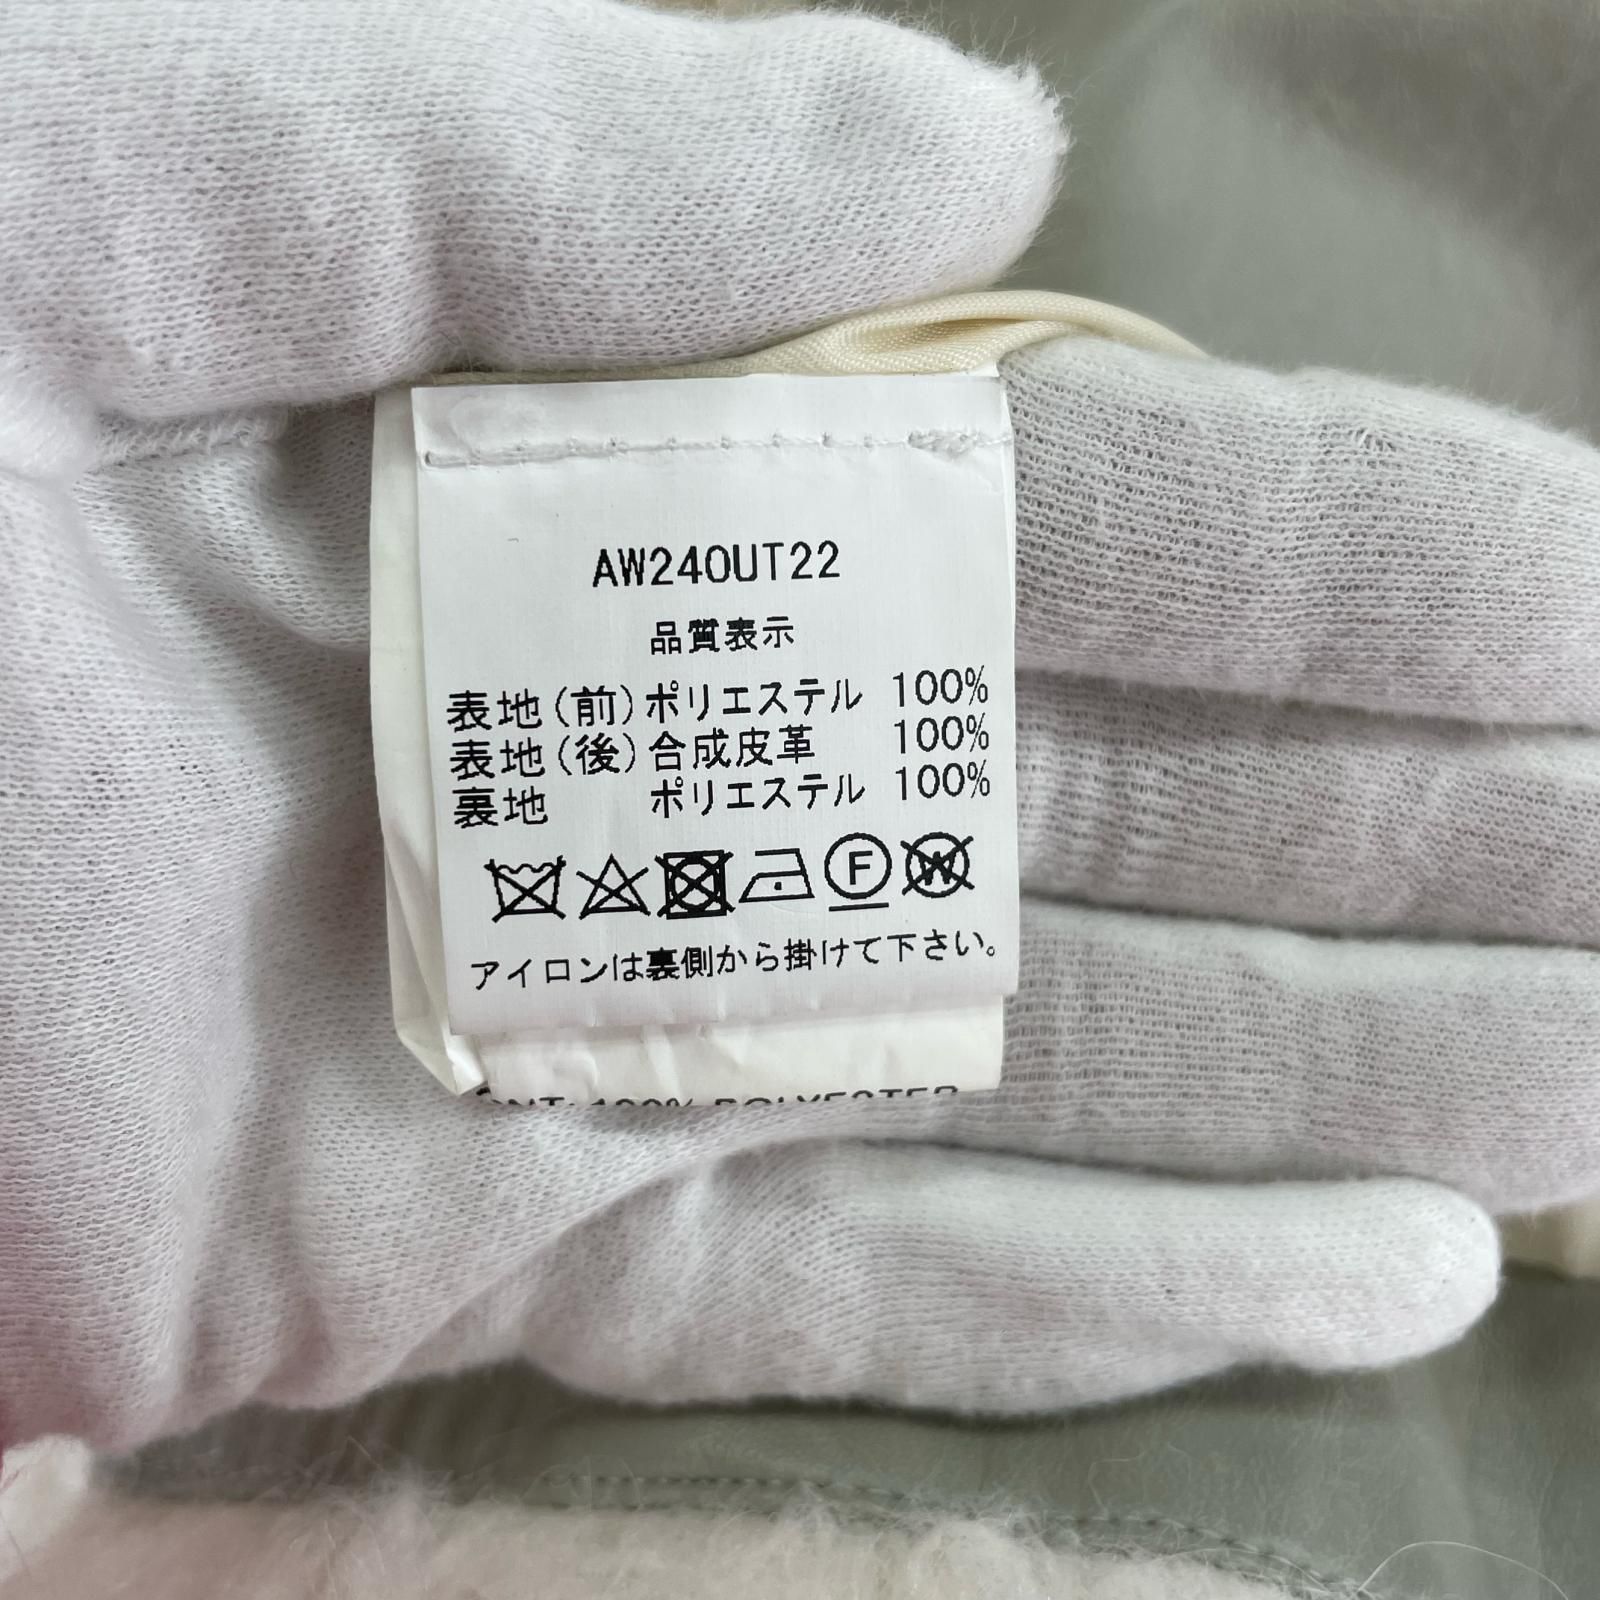 AW24OUT22
品質表示
表地(前)ポリエステル 100%
表地(後)合成皮革 100%
裏地 ポリエステル 100%
F W
アイロンは裏側から掛けて下さい。
100% POLYESTER